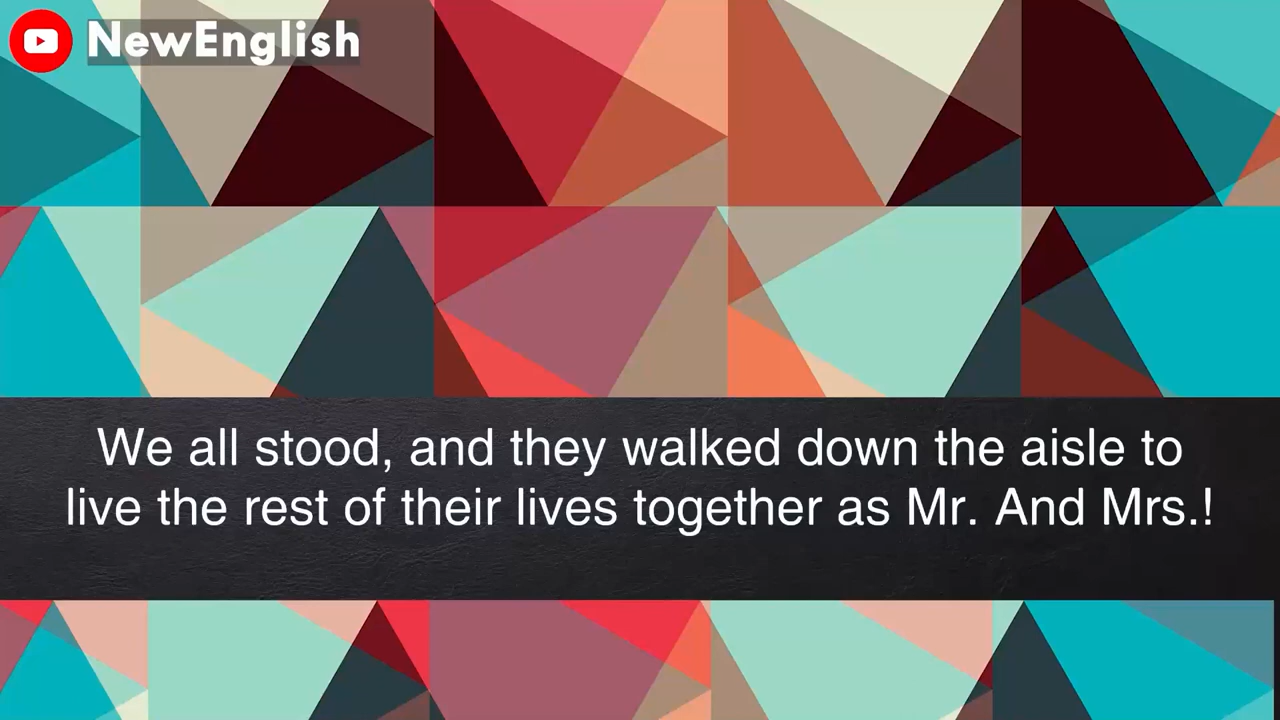 NewEnglish
We all stood, and they walked down the aisle to
live the rest of their lives together as Mr. And Mrs.!